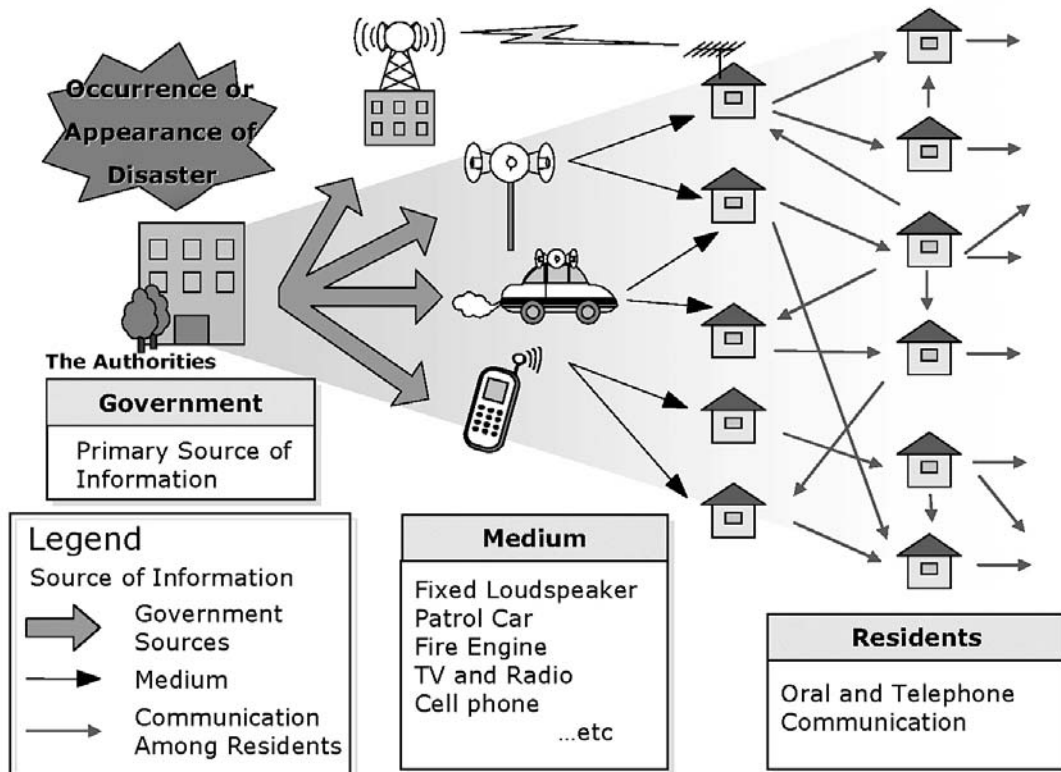 Occurrence or
Appearance of
Disaster
The Authorities
Government
Primary Source of
Information
Legend
Source of Information
Government
Sources
Medium
Communication
Among Residents
Medium
Fixed Loudspeaker
Patrol Car
Fire Engine
TV and Radio
Cell phone
...etc
Residents
Oral and Telephone
Communication